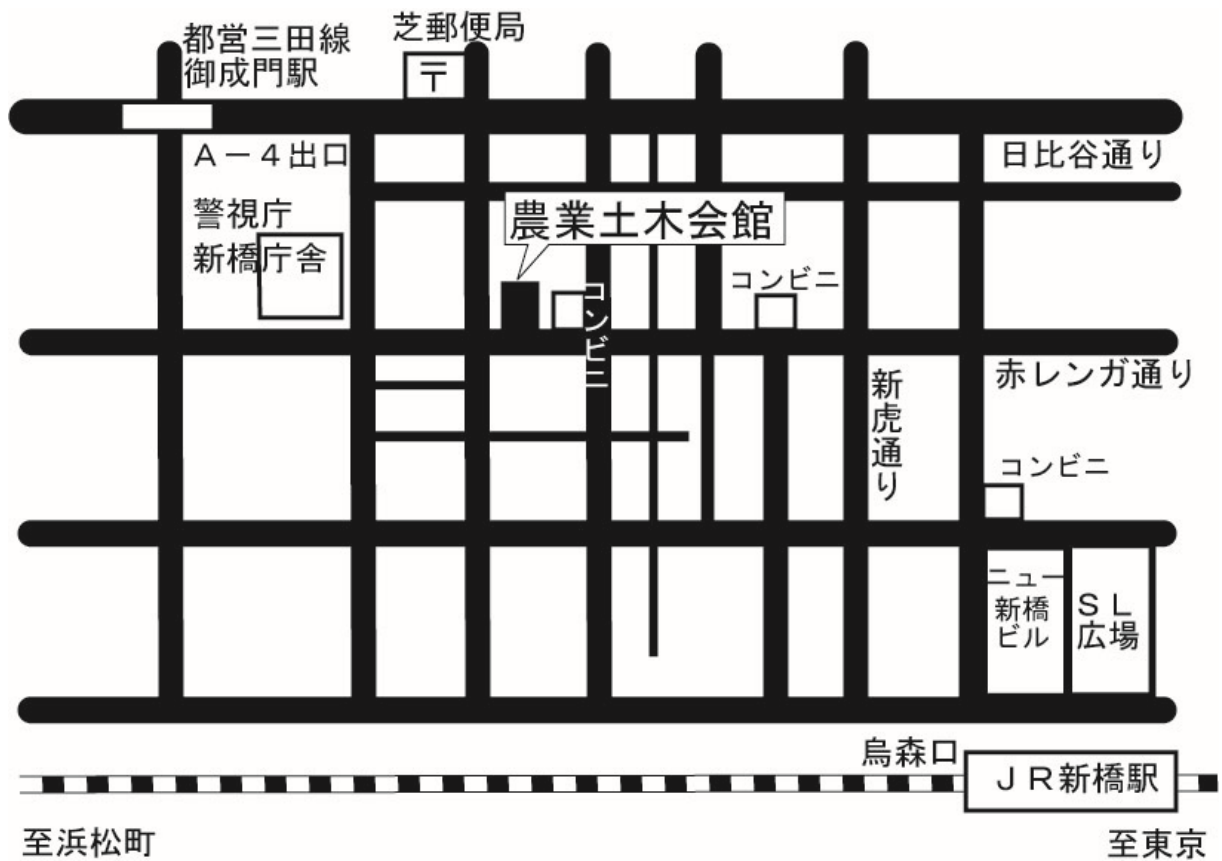 都営三田線
御成門駅
芝郵便局
〒
A－4出口
日比谷通り
警視庁
新橋庁舎
農業土木会館
コンビニ
コンビニ
赤レンガ通り
新虎通り
コンビニ
ニュー
新橋
ビル
SL
広場
烏森口
JR新橋駅
至浜松町
至東京